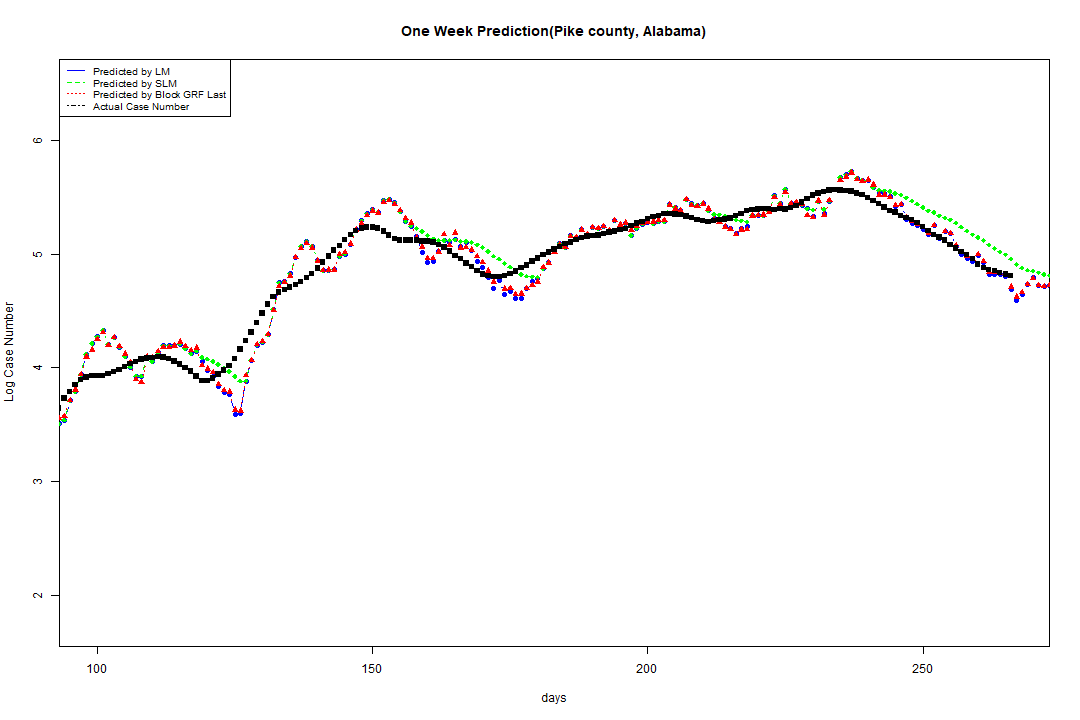 One Week Prediction(Pike county, Alabama)
Predicted by LM
Predicted by SLM
Predicted by Block GRF Last
Actual Case Number
6
5
4
3
2
Log Case Number
100
150
200
250
days